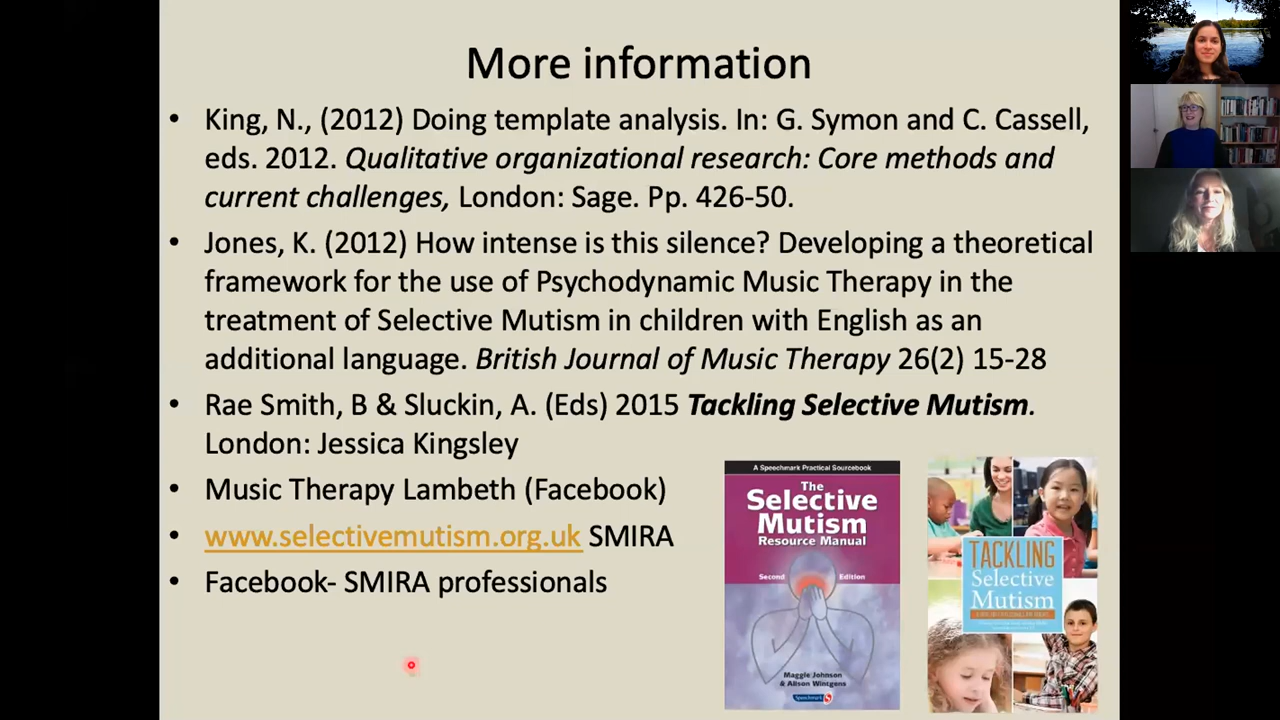 More information
• King, N., (2012) Doing template analysis. In: G. Symon and C. Cassell,
eds. 2012. Qualitative organizational research: Core methods and
current challenges, London: Sage. Pp. 426-50.
• Jones, K. (2012) How intense is this silence? Developing a theoretical
framework for the use of Psychodynamic Music Therapy in the
treatment of Selective Mutism in children with English as an
additional language. British Journal of Music Therapy 26(2) 15-28
• Rae Smith, B & Sluckin, A. (Eds) 2015 Tackling Selective Mutism.
London: Jessica Kingsley
• Music Therapy Lambeth (Facebook)
• www.selectivemutism.org.uk SMIRA
• Facebook- SMIRA professionals
A Speechmark Practical Sourcebook
The
Selective
Mutism
Resource Manual
Second Edition
Maggie Johnson
& Alison Wintgens
Speechmark
TACKLING
Selective
Mutism